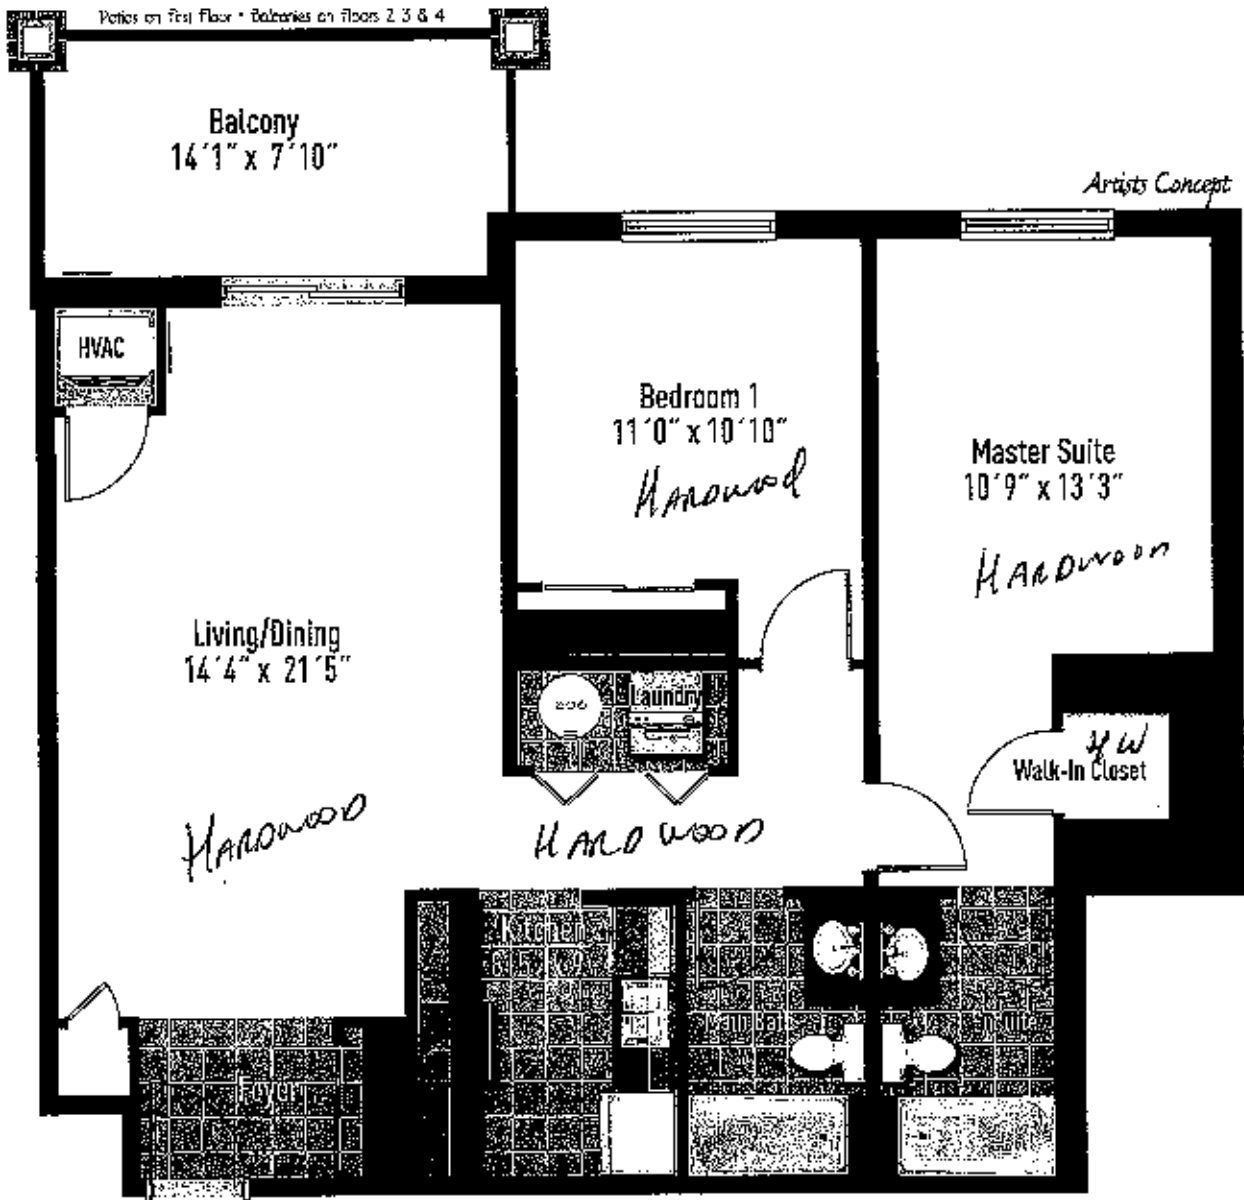 Patios on First Floor • Balconies on floors 2 3 & 4
Balcony
14'1" x 7'10"
Artists Concept
HVAC
Bedroom 1
11'0" x 10'10"
HARDWOOD
Master Suite
10'9" x 13'3"
HARDWOOD
Living/Dining
14'4" x 21'5"
Laundry
HW
Walk-In Closet
HARDWOOD
HARDWOOD
Kitchen
Foyer